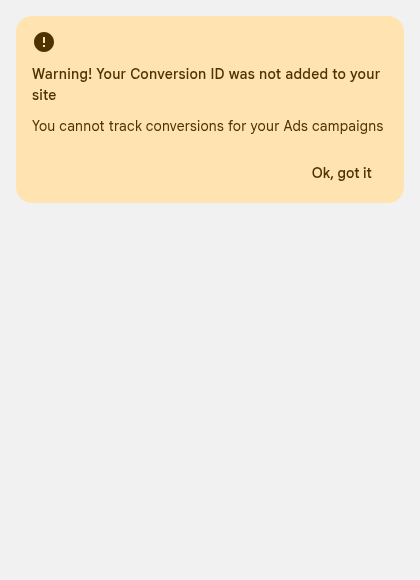 Warning! Your Conversion ID was not added to your
site
You cannot track conversions for your Ads campaigns
Ok, got it